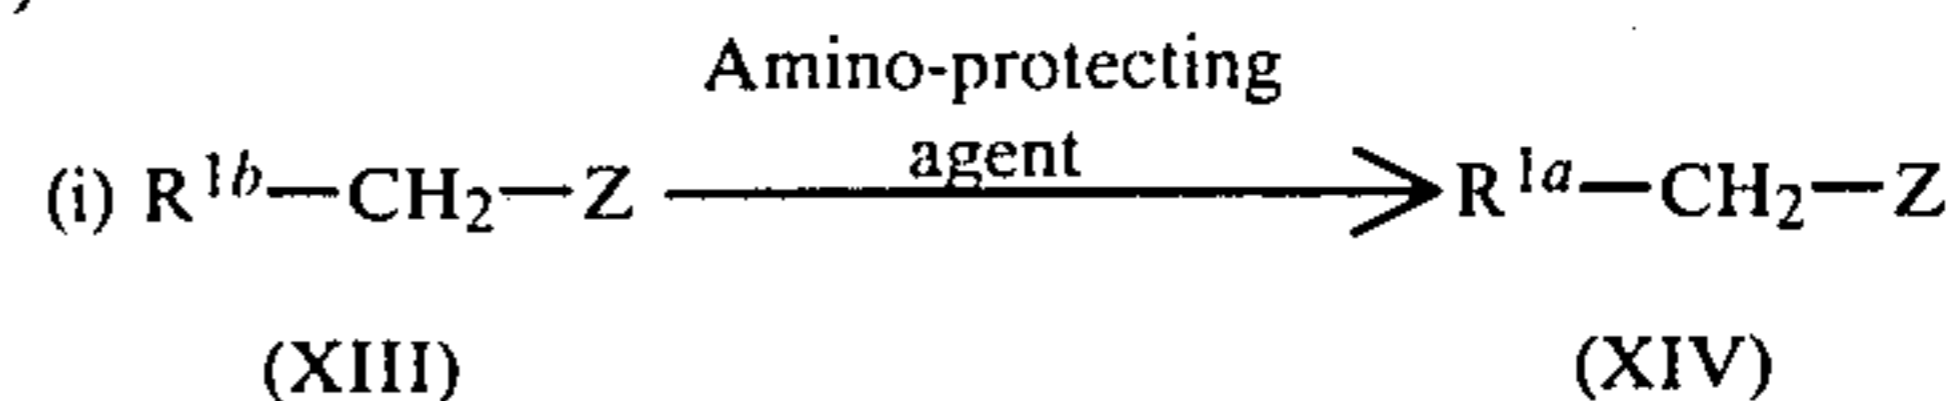 Amino-protecting
agent
(i) R¹ᵇ—CH₂—Z R¹ᵃ—CH₂—Z
(XIII) (XIV)